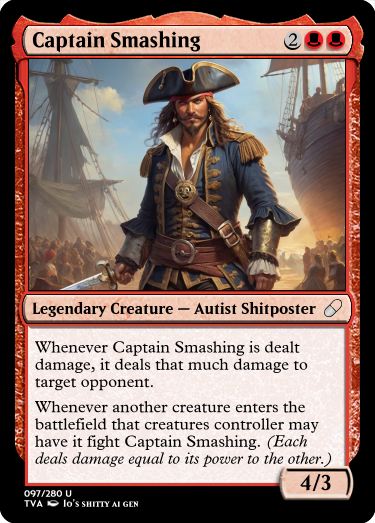 Captain Smashing 2
Legendary Creature — Autist Shitposter
Whenever Captain Smashing is dealt
damage, it deals that much damage to
target opponent.
Whenever another creature enters the
battlefield that creatures controller may
have it fight Captain Smashing. (Each
deals damage equal to its power to the other.)
4/3
097/280 U
TVA Io's shitty ai gen